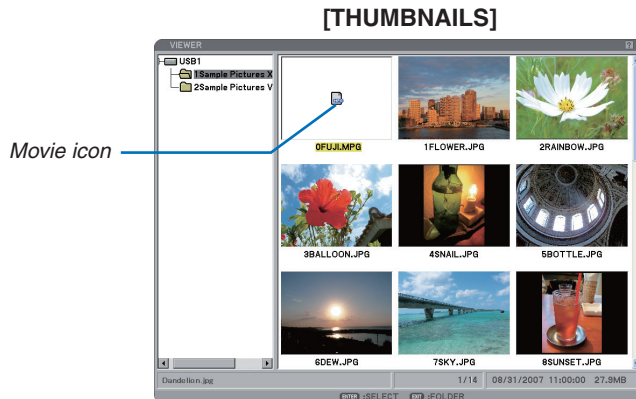 [THUMBNAILS]
VIEWER
USB1
1Sample Pictures X
2Sample Pictures V
Movie icon
0FUJI.MPG 1FLOWER.JPG 2RAINBOW.JPG
3BALLOON.JPG 4SNAIL.JPG 5BOTTLE.JPG
6DEW.JPG 7SKY.JPG 8SUNSET.JPG
Dandelion.jpg 1/14 08/31/2007 11:00:00 27.9MB
ENTER :SELECT EXIT :FOLDER